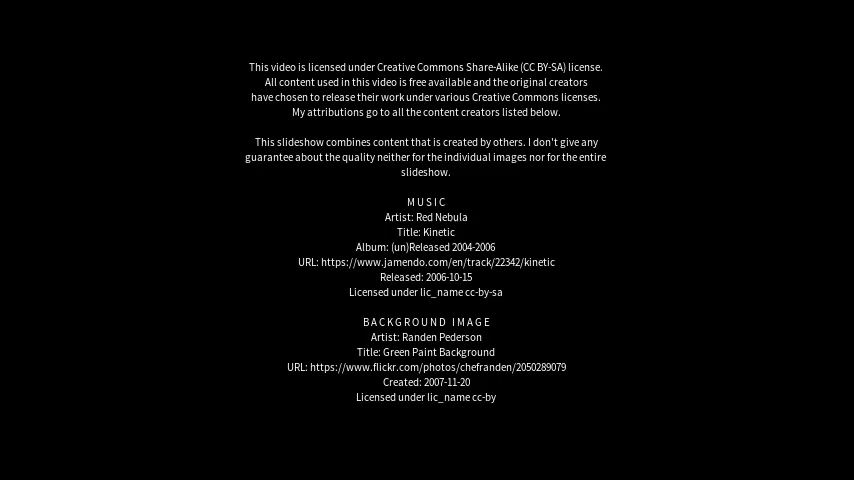 This video is licensed under Creative Commons Share-Alike (CC BY-SA) license.
All content used in this video is free available and the original creators
have chosen to release their work under various Creative Commons licenses.
My attributions go to all the content creators listed below.
This slideshow combines content that is created by others. I don't give any
guarantee about the quality neither for the individual images nor for the entire
slideshow.
M U S I C
Artist: Red Nebula
Title: Kinetic
Album: (un)Released 2004-2006
URL: https://www.jamendo.com/en/track/22342/kinetic
Released: 2006-10-15
Licensed under lic_name cc-by-sa
B A C K G R O U N D   I M A G E
Artist: Randen Pederson
Title: Green Paint Background
URL: https://www.flickr.com/photos/chefranden/2050289079
Created: 2007-11-20
Licensed under lic_name cc-by